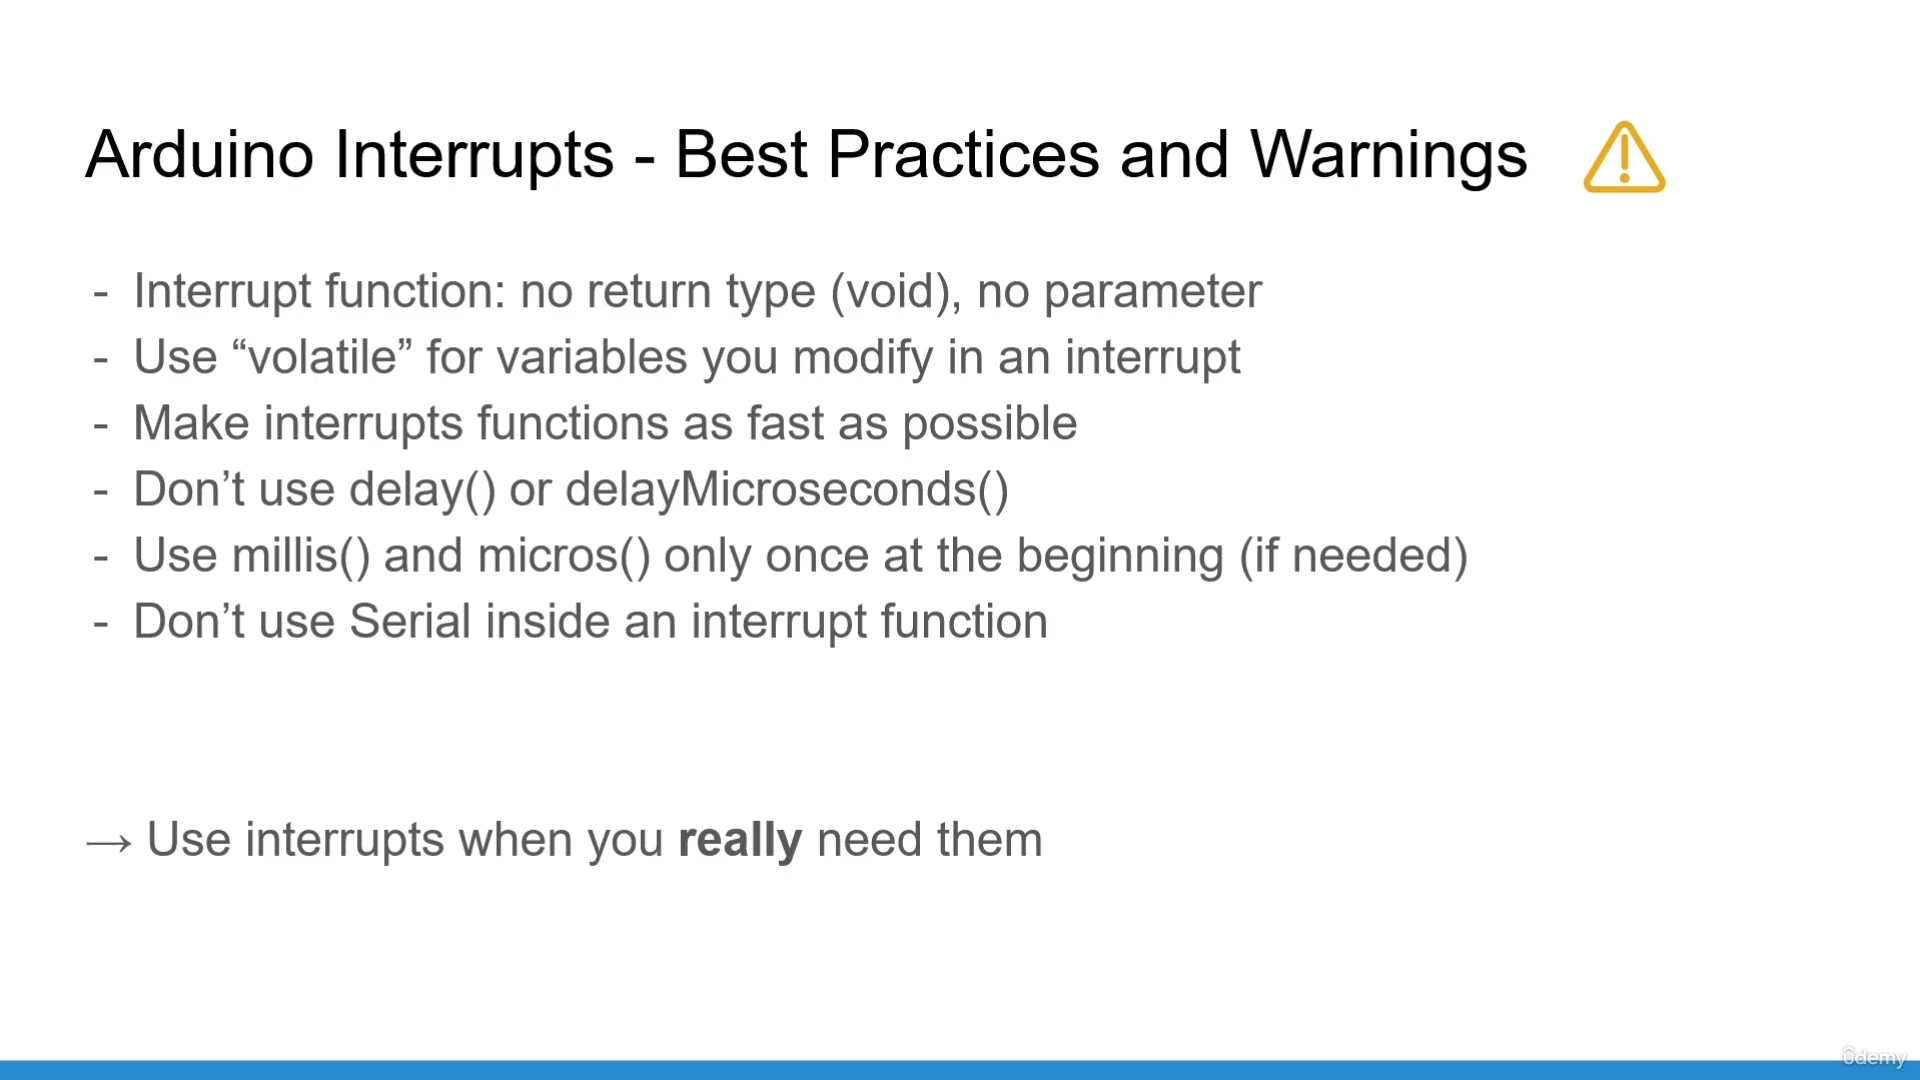 Arduino Interrupts - Best Practices and Warnings
- Interrupt function: no return type (void), no parameter
- Use “volatile” for variables you modify in an interrupt
- Make interrupts functions as fast as possible
- Don’t use delay() or delayMicroseconds()
- Use millis() and micros() only once at the beginning (if needed)
- Don’t use Serial inside an interrupt function
→ Use interrupts when you really need them
udemy